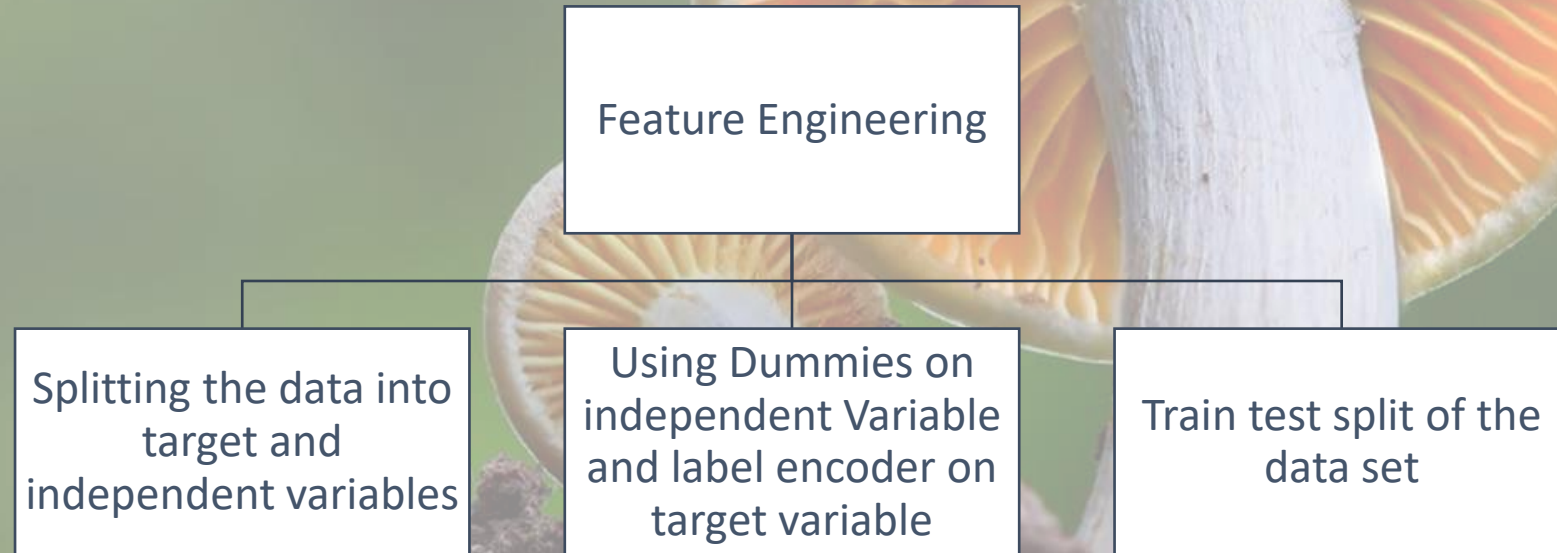 Feature Engineering
Splitting the data into
target and
independent variables
Using Dummies on
independent Variable
and label encoder on
target variable
Train test split of the
data set